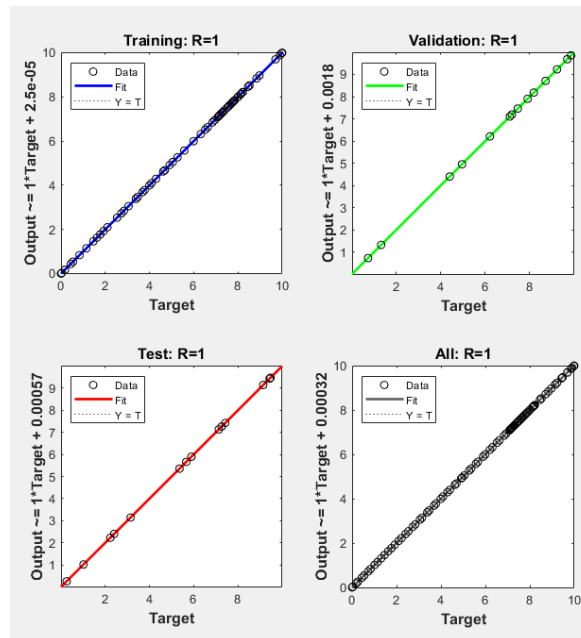 Training: R=1
Output ~= 1*Target + 2.5e-05
10
8
6
4
2
0
Data
Fit
Y = T
0 2 4 6 8 10
Target
Validation: R=1
Output ~= 1*Target + 0.0018
9
8
7
6
5
4
3
2
1
Data
Fit
Y = T
2 4 6 8
Target
Test: R=1
Output ~= 1*Target + 0.00057
9
8
7
6
5
4
3
2
1
Data
Fit
Y = T
2 4 6 8
Target
All: R=1
Output ~= 1*Target + 0.00032
10
8
6
4
2
0
Data
Fit
Y = T
0 2 4 6 8 10
Target